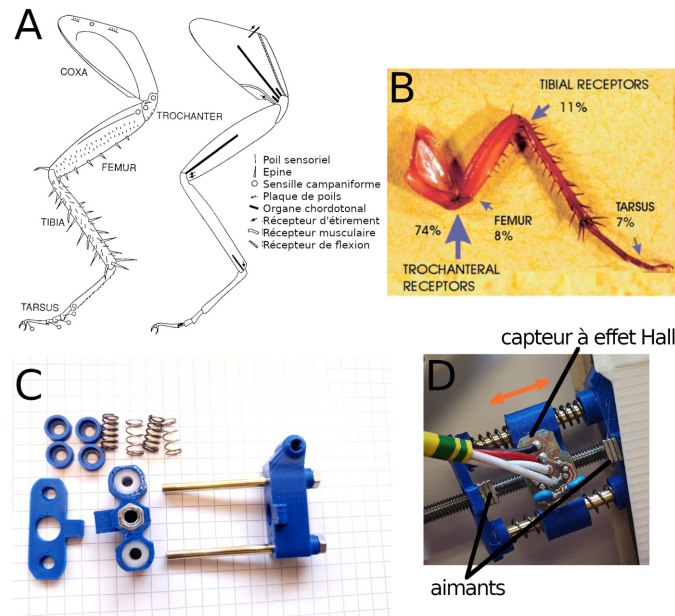 A
COXA
TROCHANTER
FEMUR
TIBIA
TARSUS
Poil sensoriel
Epine
Sensille campaniforme
Plaque de poils
Organe chordotonal
Récepteur d'étirement
Récepteur musculaire
Récepteur de flexion
B
TIBIAL RECEPTORS
11%
TARSUS
7%
FEMUR
8%
74%
TROCHANTERAL
RECEPTORS
capteur à effet Hall
C
D
aimants